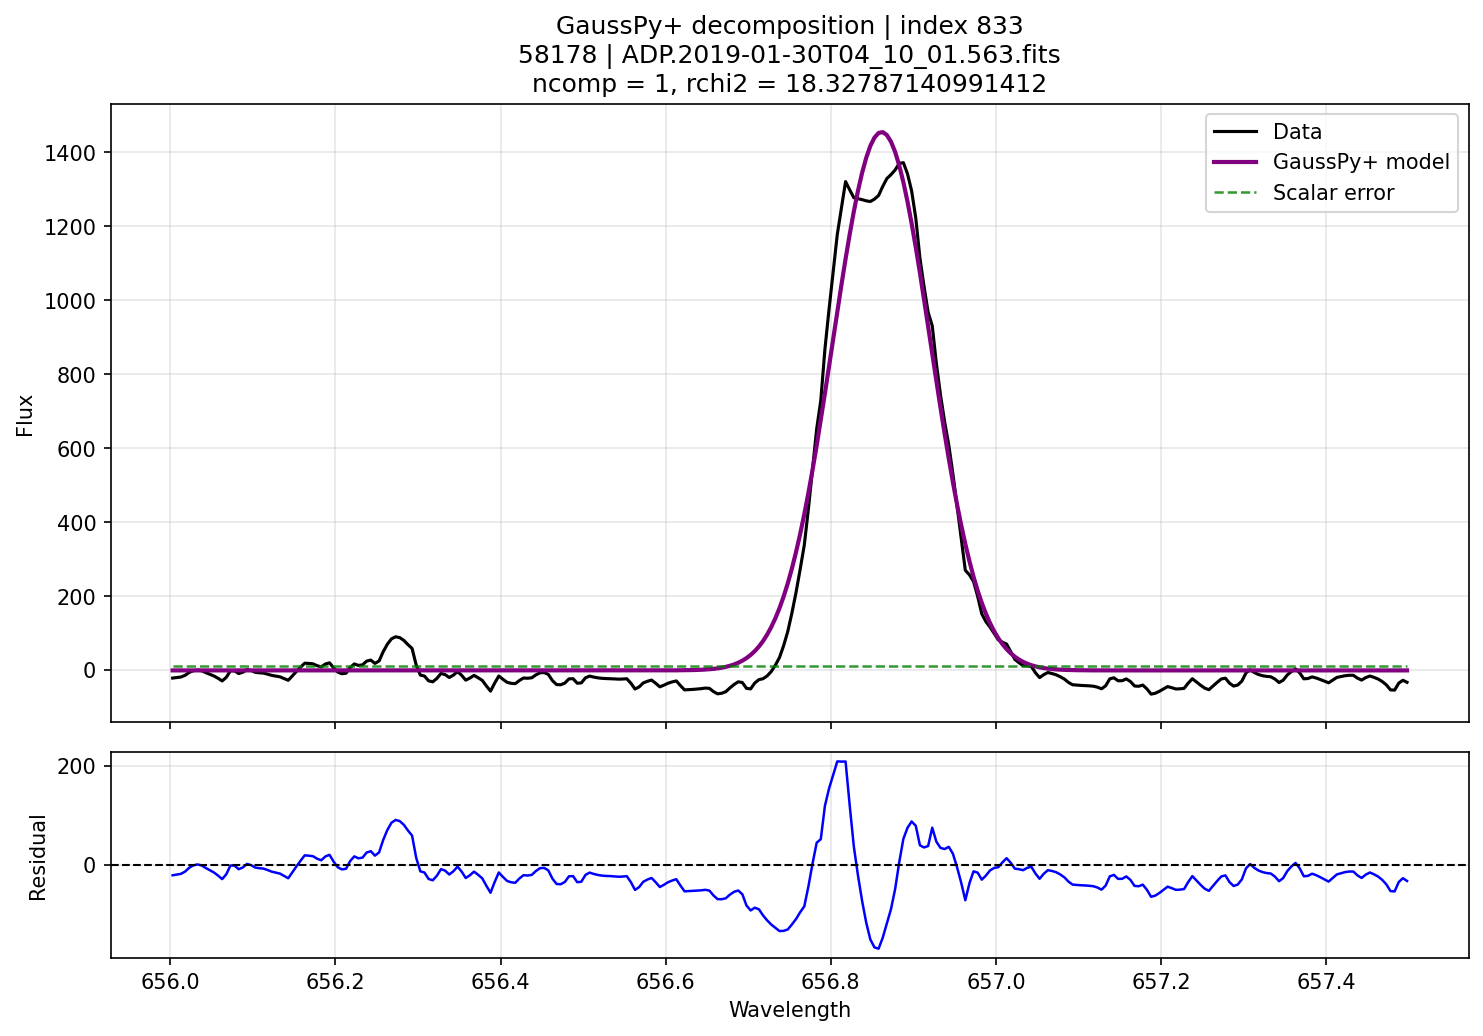 GaussPy+ decomposition | index 833
58178 | ADP.2019-01-30T04_10_01.563.fits
ncomp = 1, rchi2 = 18.32787140991412
Data
GaussPy+ model
Scalar error
1400
1200
1000
800
600
400
200
0
Flux
200
0
Residual
656.0 656.2 656.4 656.6 656.8 657.0 657.2 657.4
Wavelength